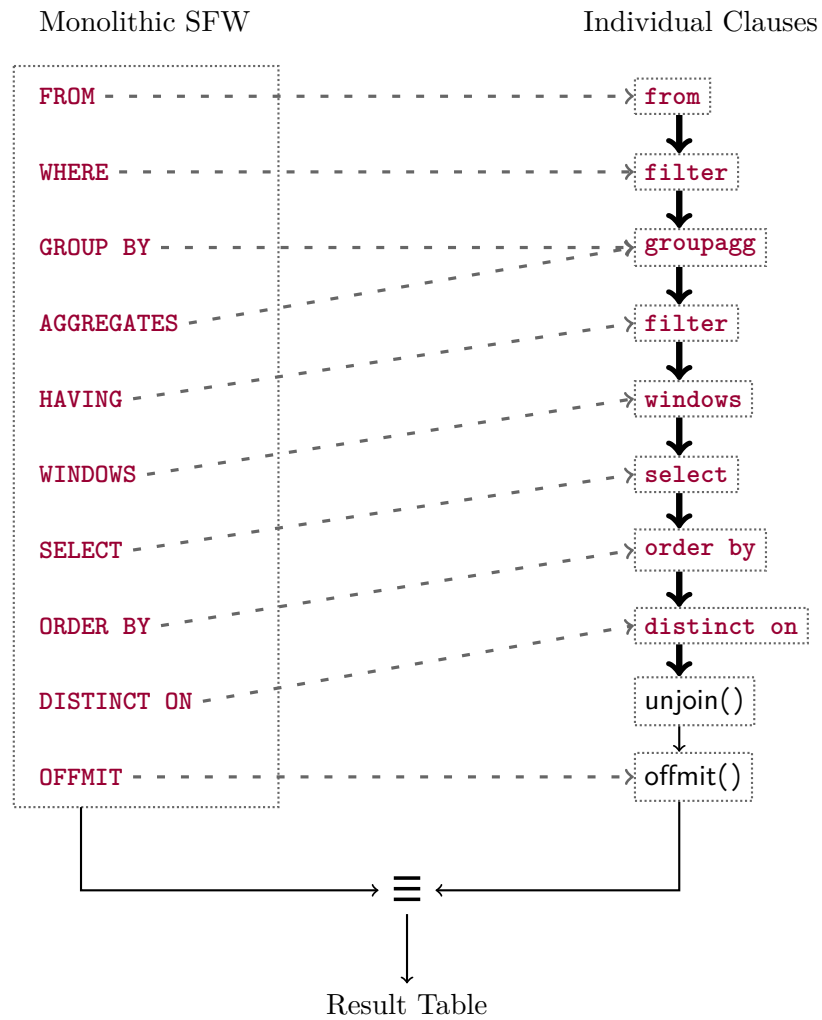 Monolithic SFW
Individual Clauses
FROM
from
WHERE
filter
GROUP BY
groupagg
AGGREGATES
filter
HAVING
windows
WINDOWS
select
SELECT
order by
ORDER BY
distinct on
DISTINCT ON
unjoin()
OFFMIT
offmit()
≡
Result Table